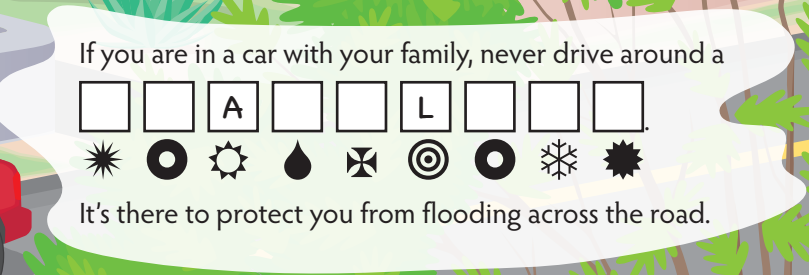 If you are in a car with your family, never drive around a
A L .
It's there to protect you from flooding across the road.